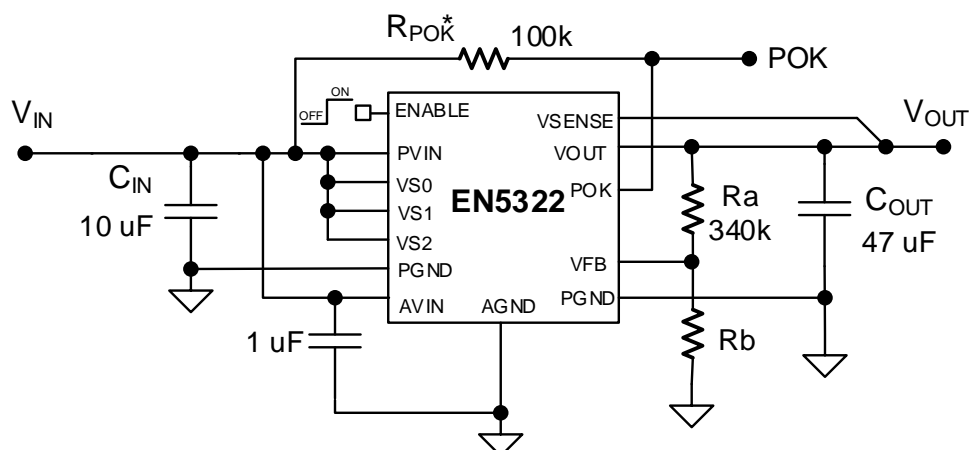 RPOK* 100k
POK
VIN
OFF ON
ENABLE
VSENSE
VOUT
PVIN
VOUT
CIN
10 uF
VS0
VS1
VS2
EN5322
POK
Ra
340k
COUT
47 uF
PGND
VFB
PGND
AVIN
AGND
1 uF
Rb